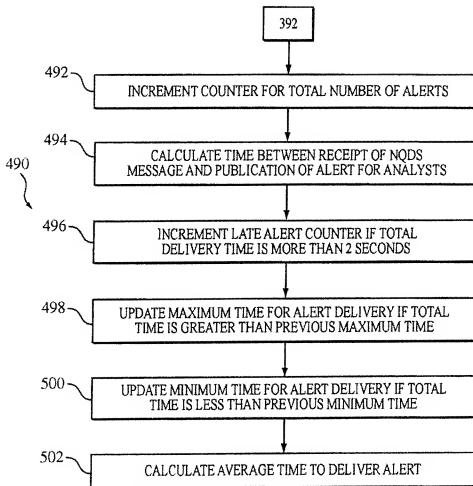 392
492
INCREMENT COUNTER FOR TOTAL NUMBER OF ALERTS
494
CALCULATE TIME BETWEEN RECEIPT OF NQDS
MESSAGE AND PUBLICATION OF ALERT FOR ANALYSTS
490
496
INCREMENT LATE ALERT COUNTER IF TOTAL
DELIVERY TIME IS MORE THAN 2 SECONDS
498
UPDATE MAXIMUM TIME FOR ALERT DELIVERY IF TOTAL
TIME IS GREATER THAN PREVIOUS MAXIMUM TIME
500
UPDATE MINIMUM TIME FOR ALERT DELIVERY IF TOTAL
TIME IS LESS THAN PREVIOUS MINIMUM TIME
502
CALCULATE AVERAGE TIME TO DELIVER ALERT